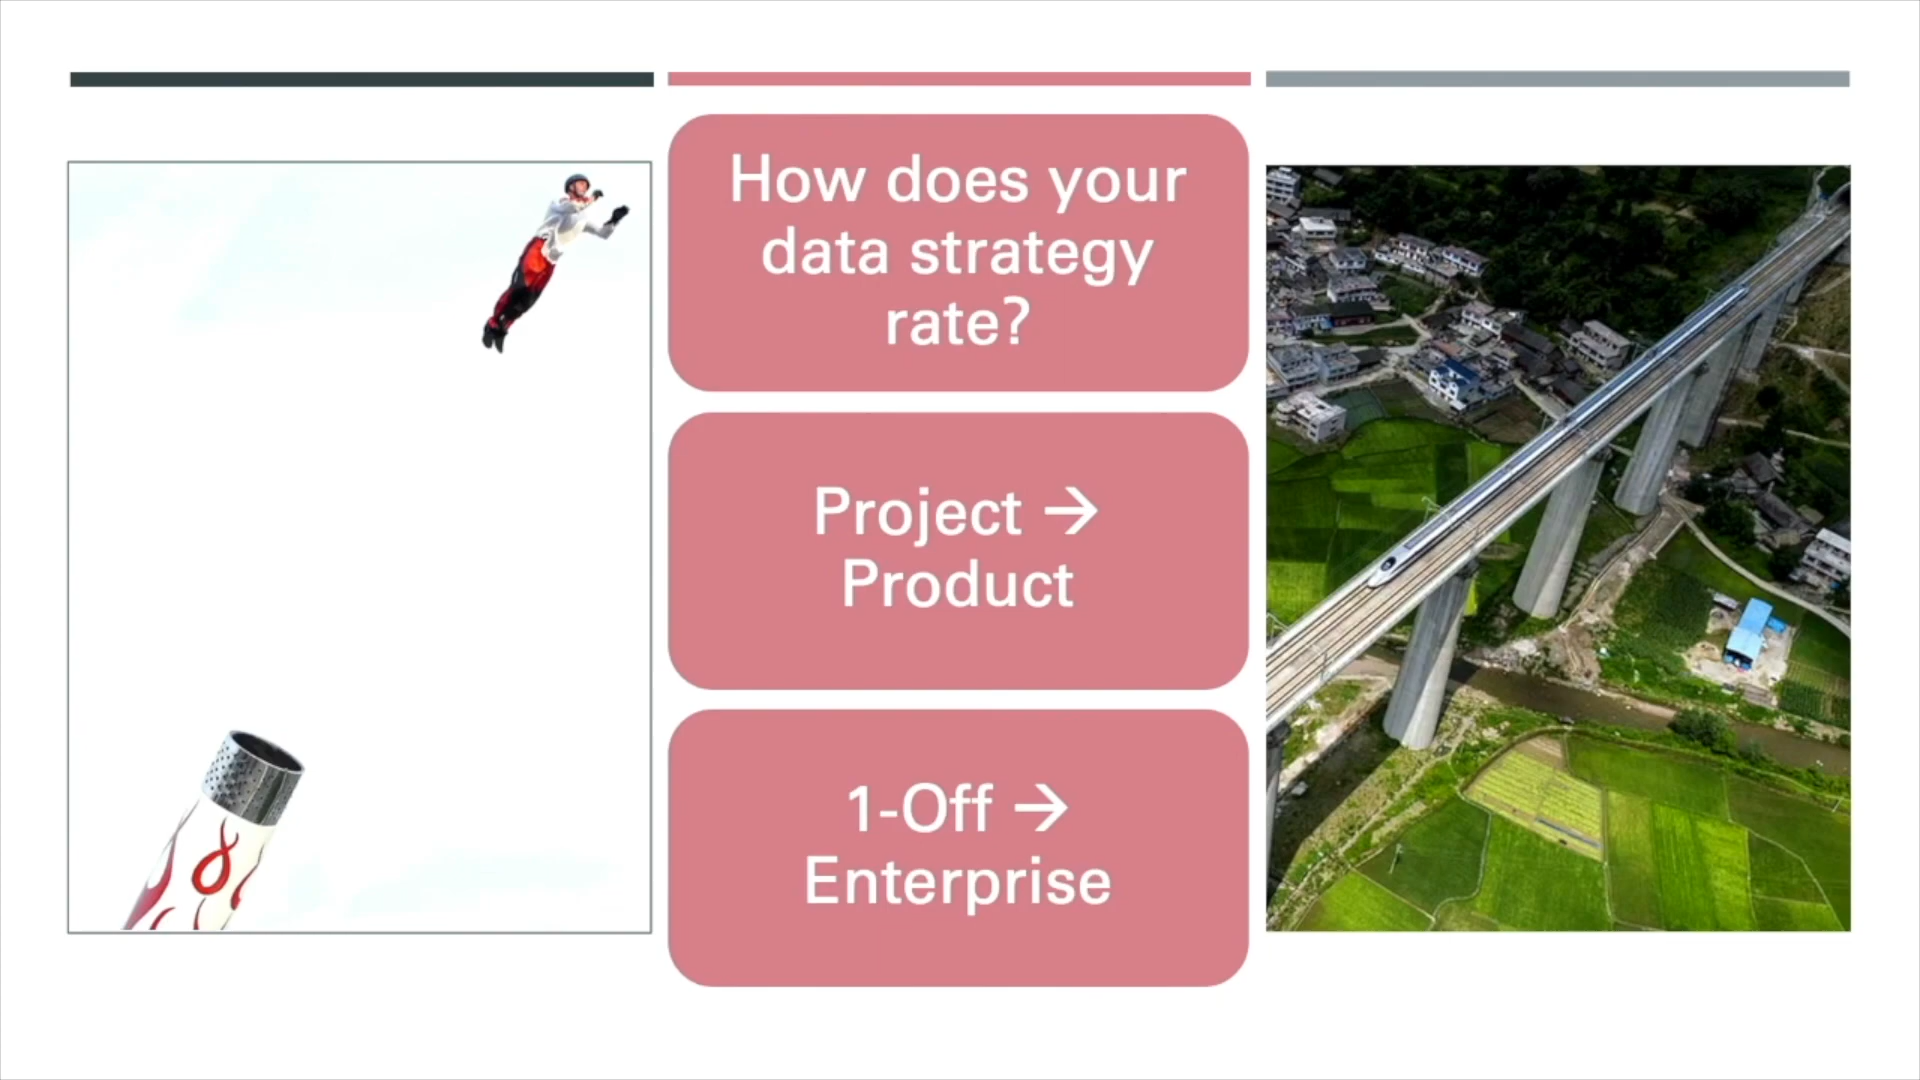 How does your
data strategy
rate?
Project →
Product
1-Off →
Enterprise